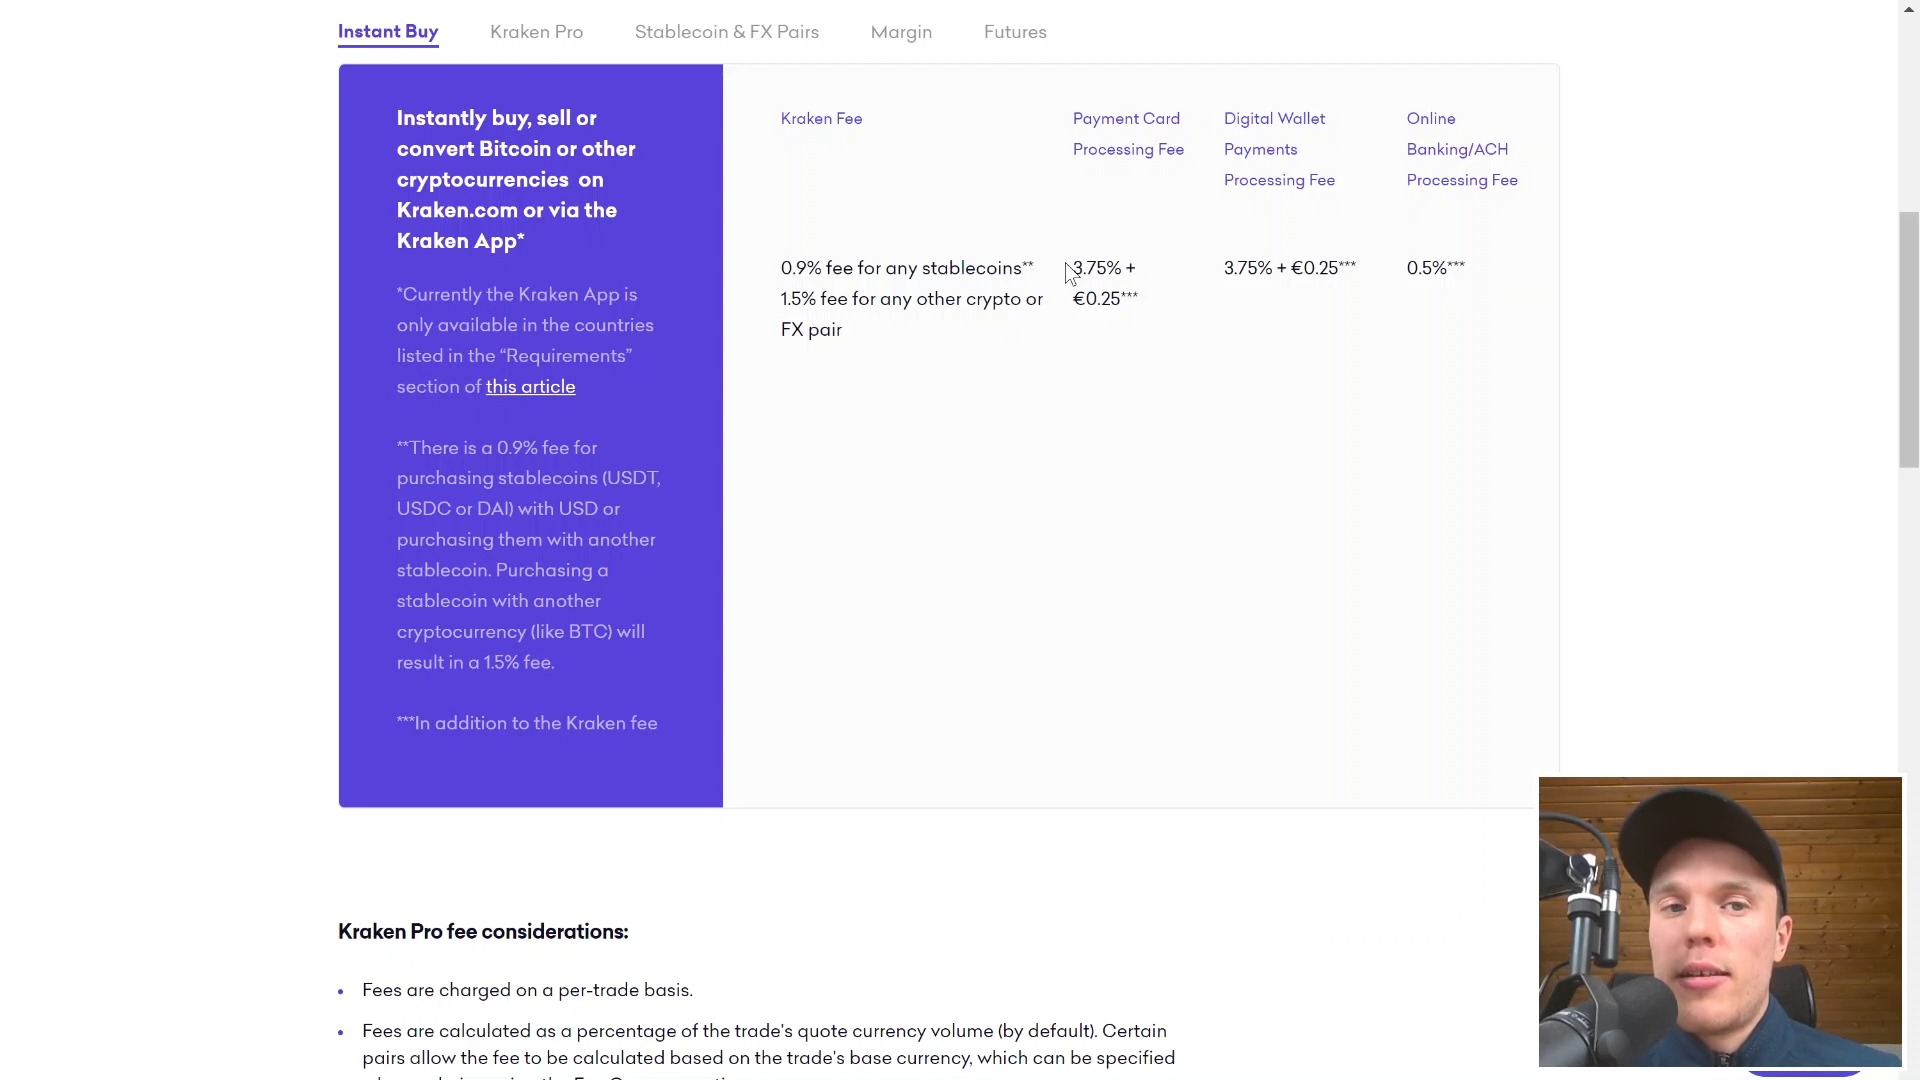 Instant Buy
Kraken Pro
Stablecoin & FX Pairs
Margin
Futures
Instantly buy, sell or
convert Bitcoin or other
cryptocurrencies on
Kraken.com or via the
Kraken App*
*Currently the Kraken App is
only available in the countries
listed in the “Requirements”
section of this article
**There is a 0.9% fee for
purchasing stablecoins (USDT,
USDC or DAI) with USD or
purchasing them with another
stablecoin. Purchasing a
stablecoin with another
cryptocurrency (like BTC) will
result in a 1.5% fee.
***In addition to the Kraken fee
Kraken Fee
Payment Card
Processing Fee
Digital Wallet
Payments
Processing Fee
Online
Banking/ACH
Processing Fee
0.9% fee for any stablecoins**
1.5% fee for any other crypto or
FX pair
3.75% +
€0.25***
3.75% + €0.25***
0.5%***
Kraken Pro fee considerations:
• Fees are charged on a per-trade basis.
• Fees are calculated as a percentage of the trade's quote currency volume (by default). Certain
pairs allow the fee to be calculated based on the trade's base currency, which can be specified